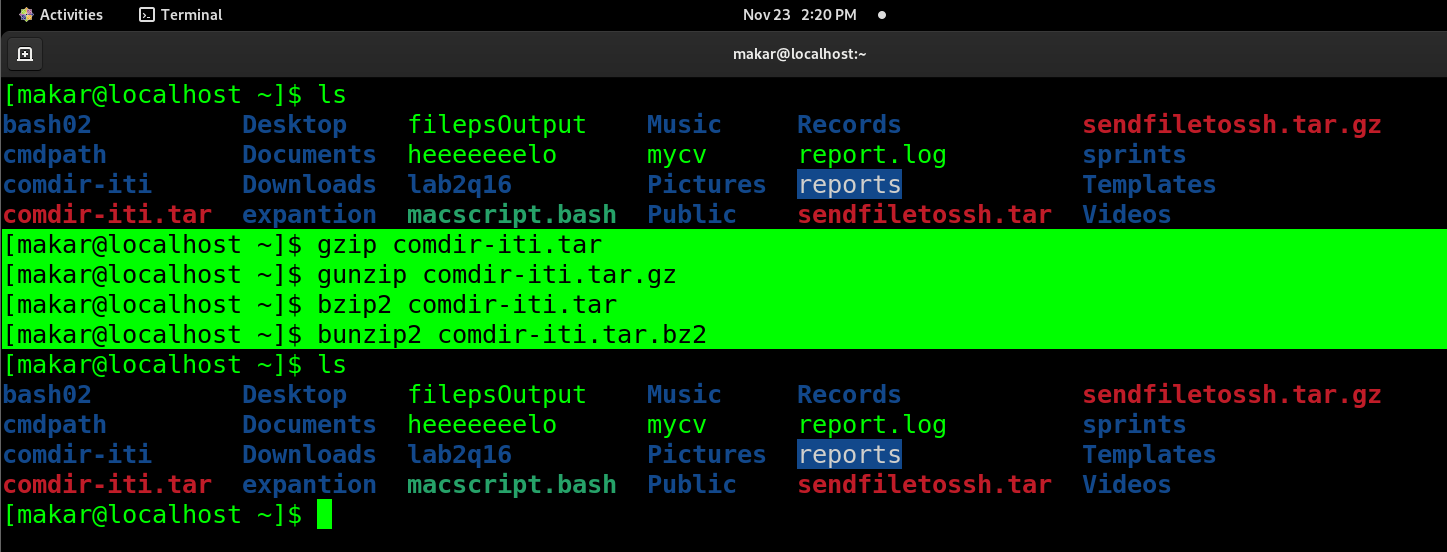 Activities Terminal Nov 23 2:20 PM
makar@localhost:~
[makar@localhost ~]$ ls
bash02 Desktop filepsOutput Music Records sendfiletossh.tar.gz
cmdpath Documents heeeeeeelo mycv report.log sprints
comdir-iti Downloads lab2q16 Pictures reports Templates
comdir-iti.tar expantion macscript.bash Public sendfiletossh.tar Videos
[makar@localhost ~]$ gzip comdir-iti.tar
[makar@localhost ~]$ gunzip comdir-iti.tar.gz
[makar@localhost ~]$ bzip2 comdir-iti.tar
[makar@localhost ~]$ bunzip2 comdir-iti.tar.bz2
[makar@localhost ~]$ ls
bash02 Desktop filepsOutput Music Records sendfiletossh.tar.gz
cmdpath Documents heeeeeeelo mycv report.log sprints
comdir-iti Downloads lab2q16 Pictures reports Templates
comdir-iti.tar expantion macscript.bash Public sendfiletossh.tar Videos
[makar@localhost ~]$